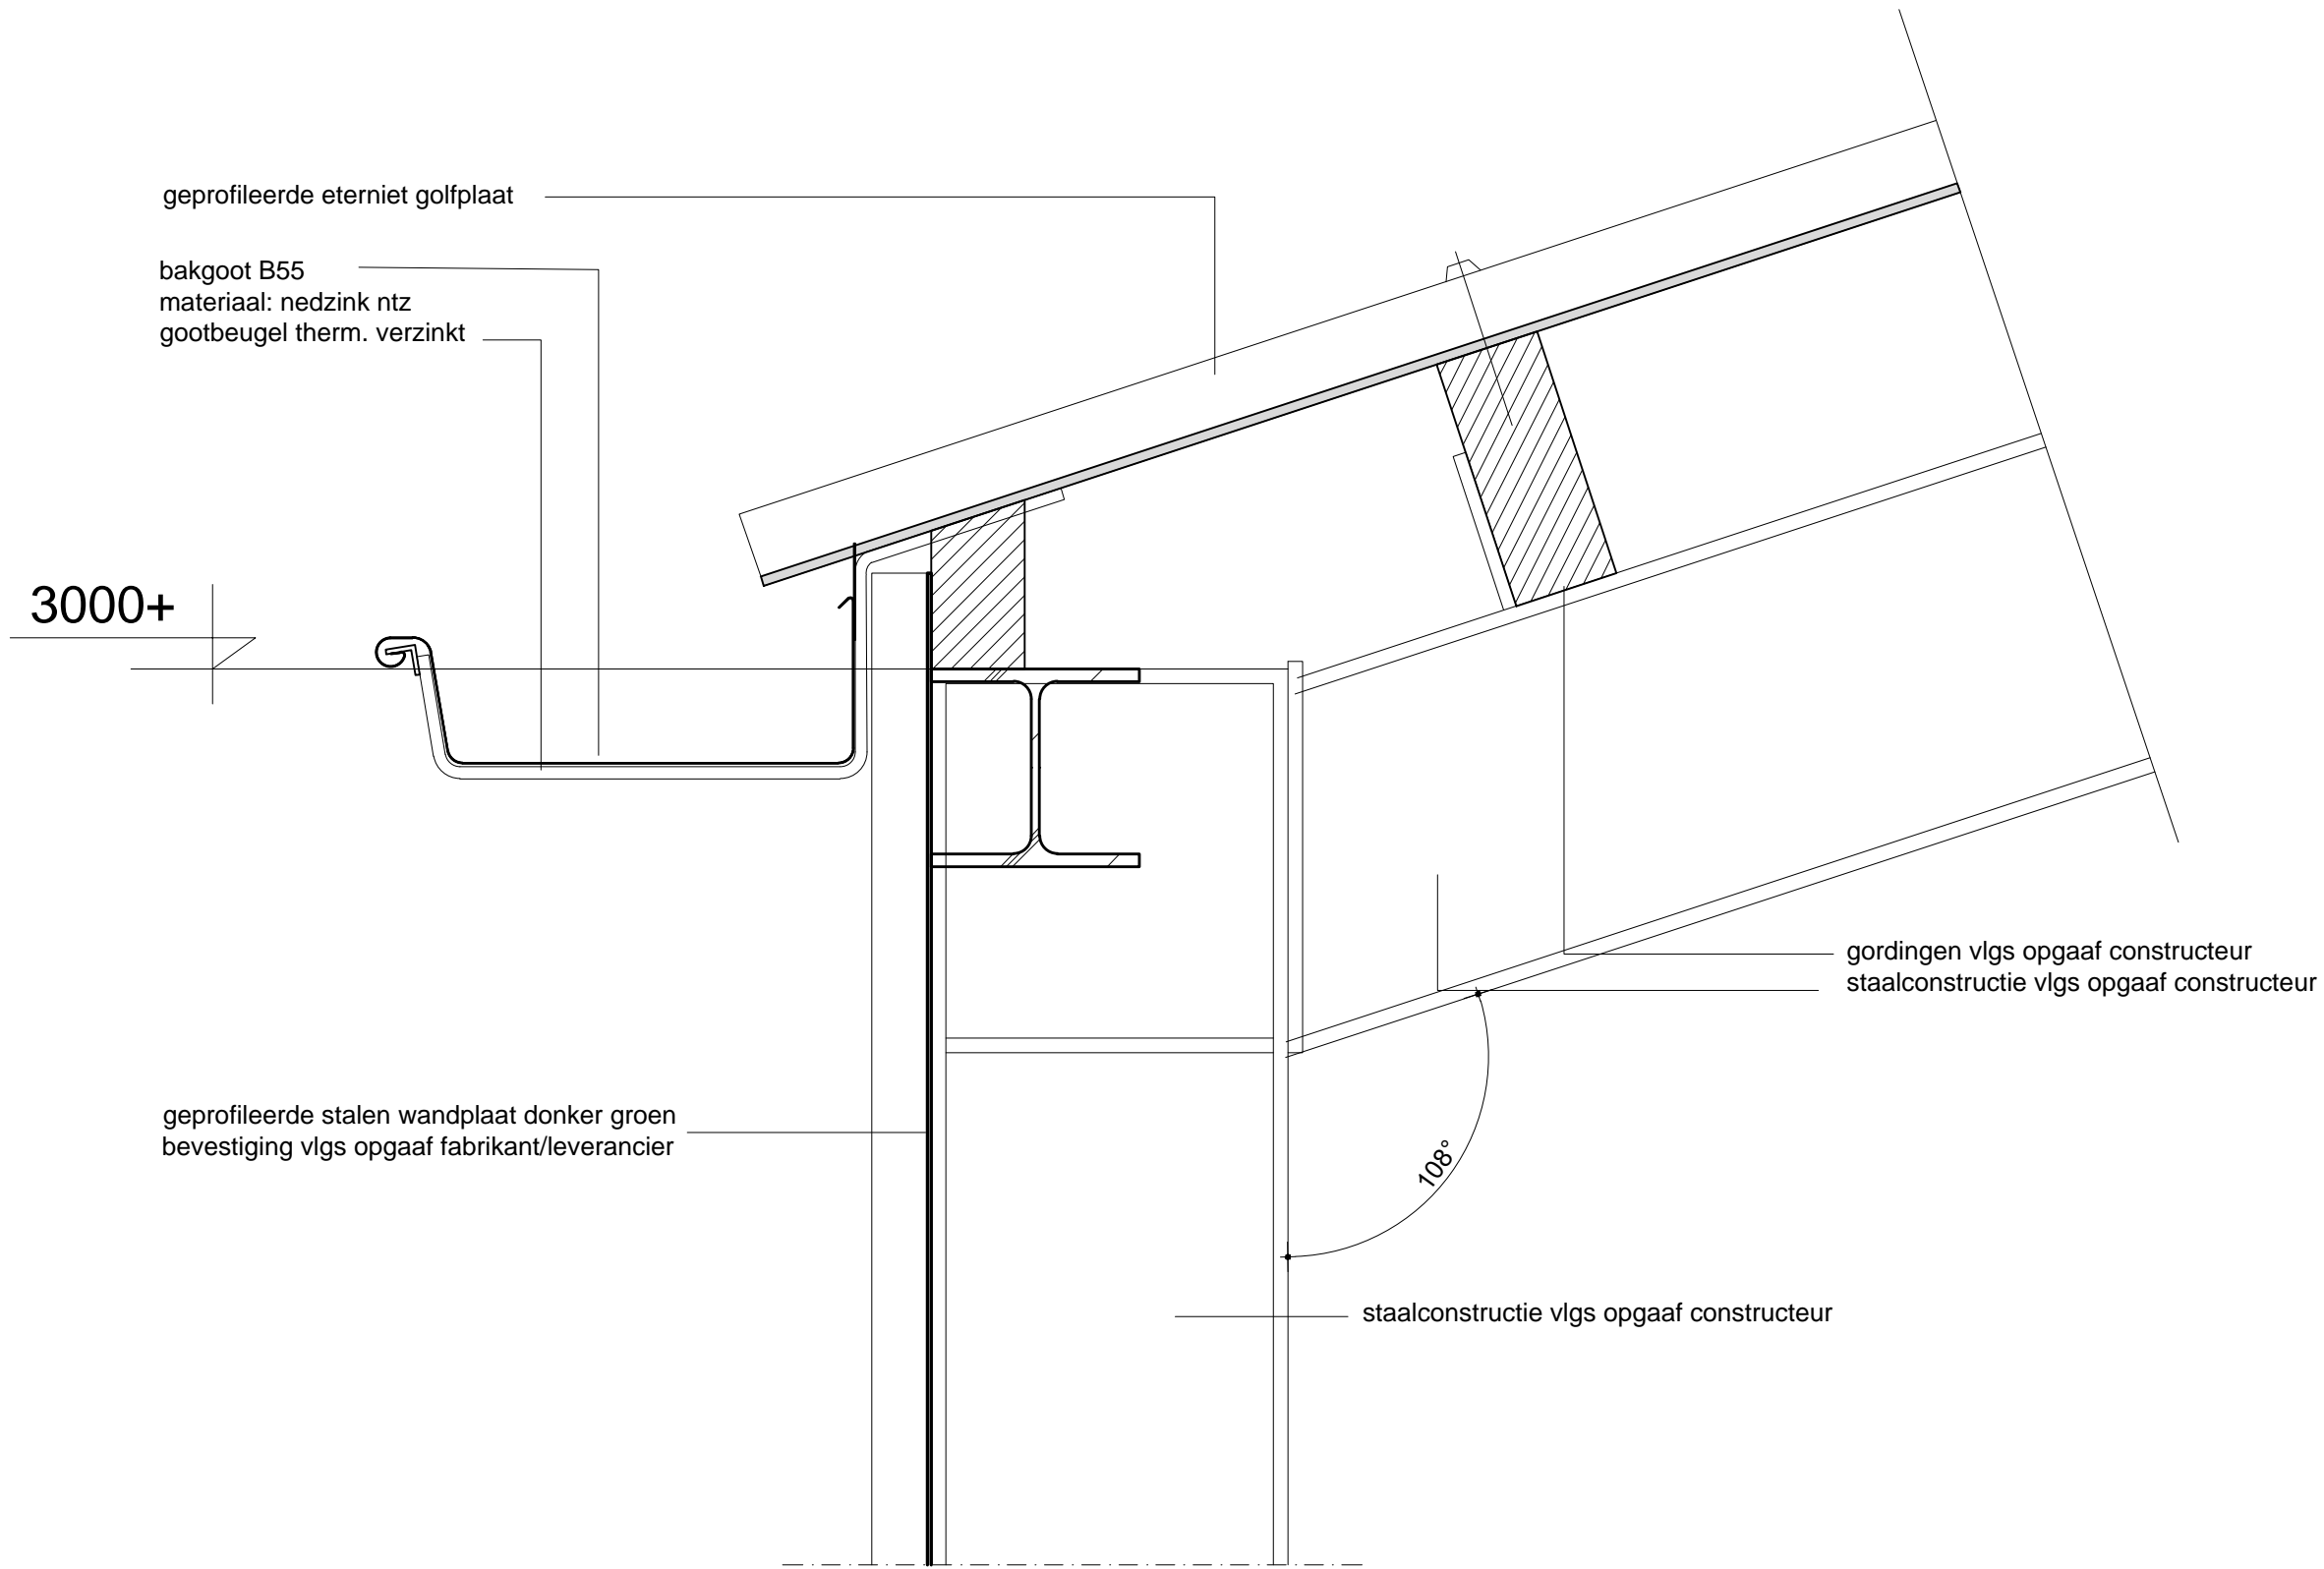 geprofileerde eterniet golfplaat
bakgoot B55
materiaal: nedzink ntz
gootbeugel therm. verzinkt
3000+
gordingen vlgs opgaaf constructeur
staalconstructie vlgs opgaaf constructeur
geprofileerde stalen wandplaat donker groen
bevestiging vlgs opgaaf fabrikant/leverancier
108°
staalconstructie vlgs opgaaf constructeur